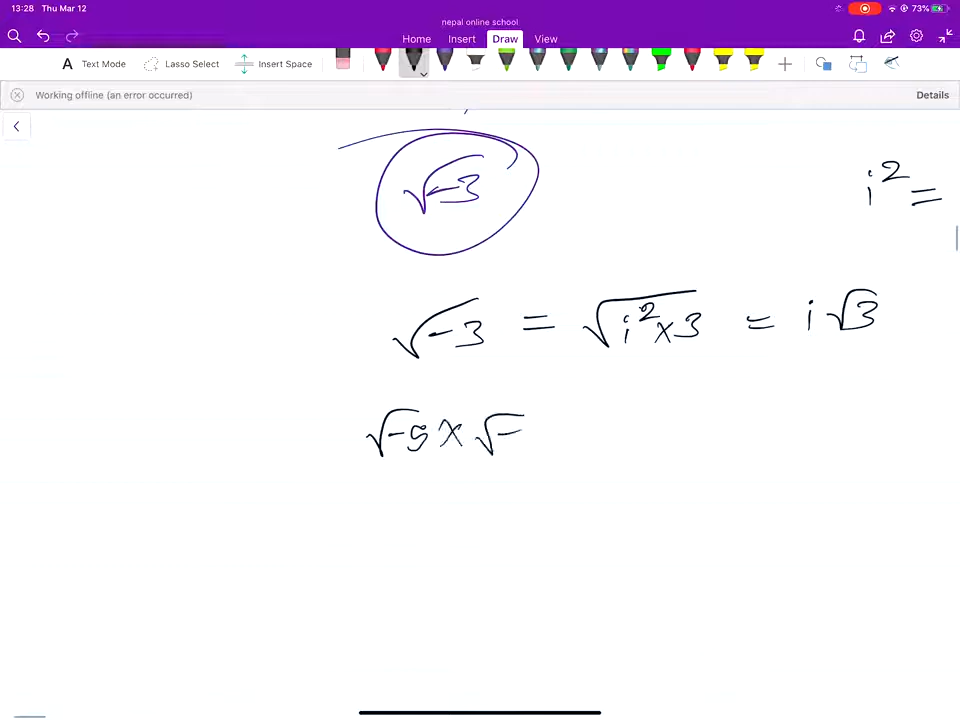 13:28 Thu Mar 12 73%
nepal online school
Home Insert Draw View
A Text Mode Lasso Select Insert Space
Working offline (an error occurred) Details
√-3
i² =
√-3 = √i²×3 = i√3
√-5 × √-